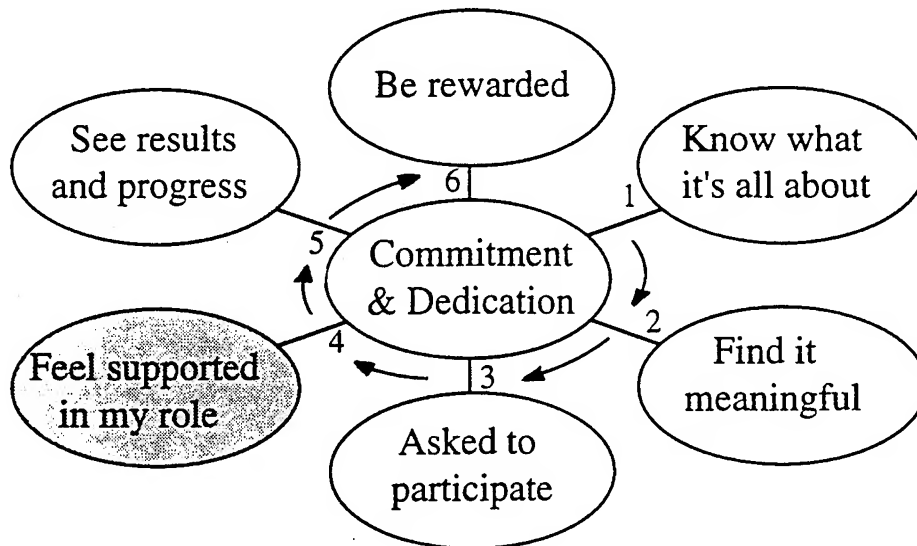 Be rewarded
See results
and progress
Know what
it's all about
6
1
5
Commitment
& Dedication
4
2
3
Feel supported
in my role
Find it
meaningful
Asked to
participate